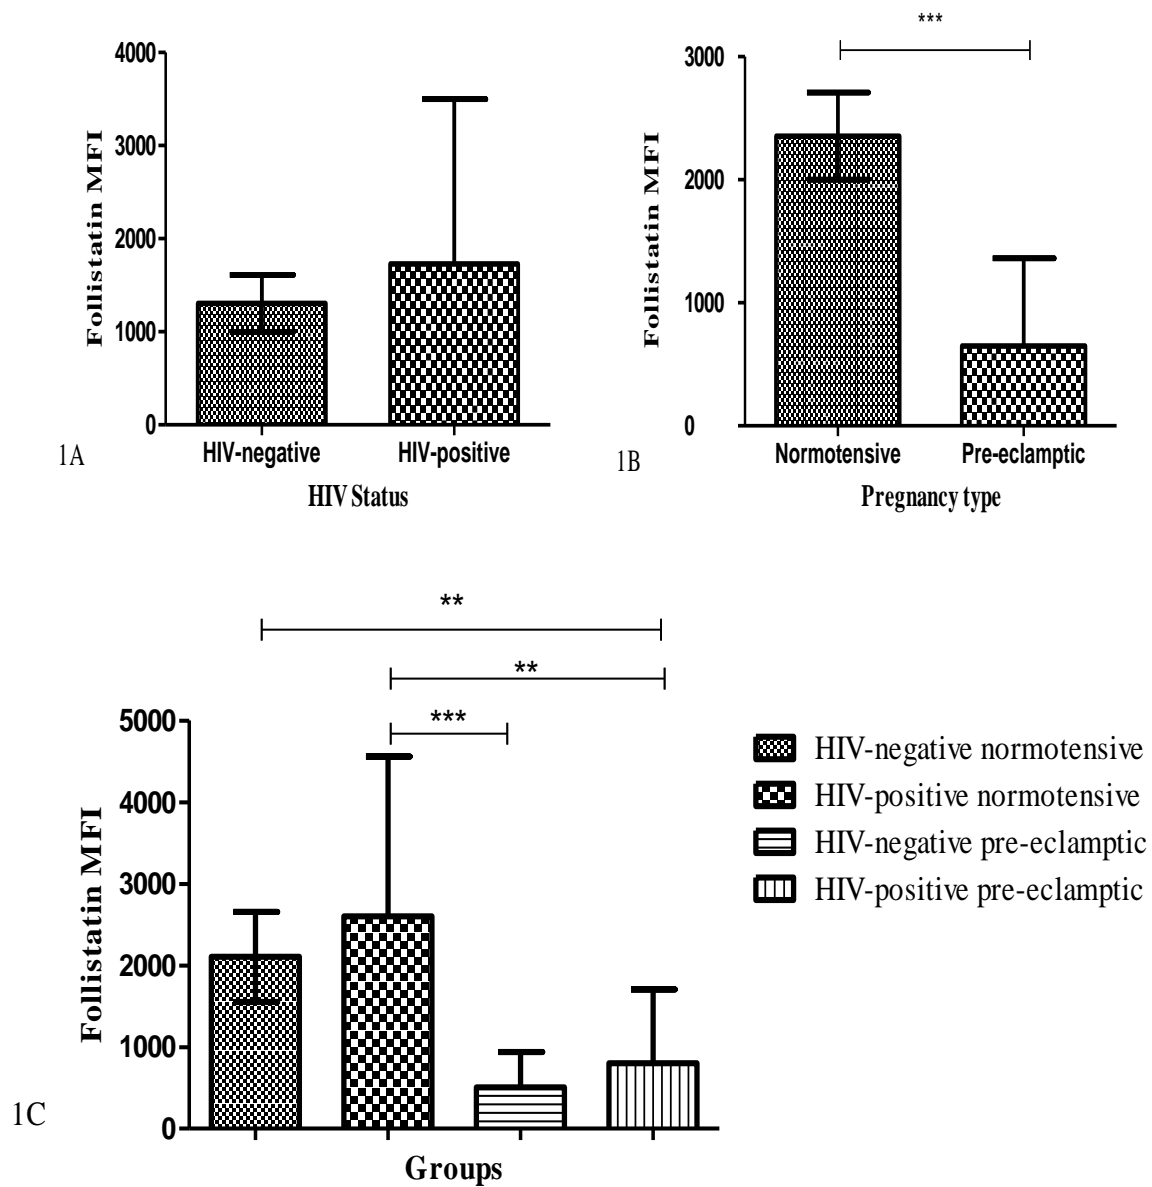 4000
3000
2000
1000
0
Follistatin MFI
HIV-negative
HIV-positive
HIV Status
1A
***
3000
2000
1000
0
Follistatin MFI
Normotensive
Pre-eclamptic
Pregnancy type
1B
**
**
***
5000
4000
3000
2000
1000
0
Follistatin MFI
Groups
1C
HIV-negative normotensive
HIV-positive normotensive
HIV-negative pre-eclamptic
HIV-positive pre-eclamptic